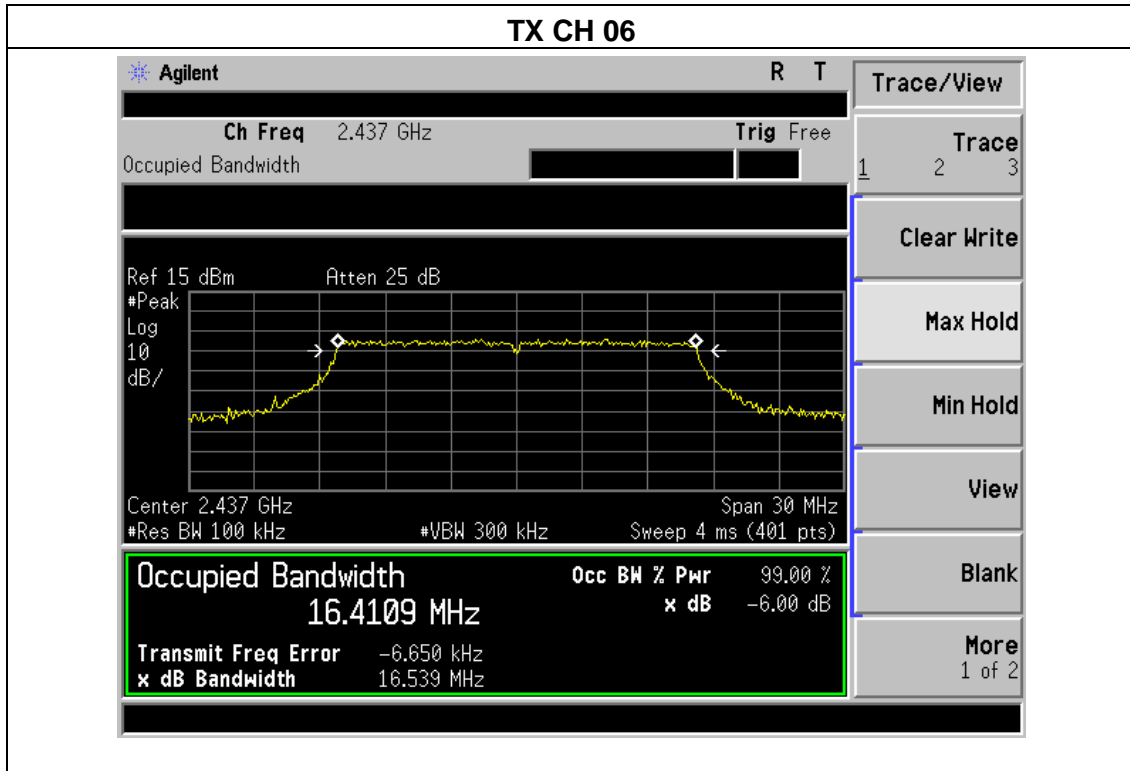 TX CH 06
Agilent R T
Trace/View
Ch Freq 2.437 GHz Trig Free
Occupied Bandwidth
Trace
1 2 3
Clear Write
Max Hold
Min Hold
View
Blank
More
1 of 2
Ref 15 dBm Atten 25 dB
#Peak
Log
10
dB/
Center 2.437 GHz Span 30 MHz
#Res BW 100 kHz #VBW 300 kHz Sweep 4 ms (401 pts)
Occupied Bandwidth Occ BW % Pwr 99.00 %
16.4109 MHz x dB -6.00 dB
Transmit Freq Error -6.650 kHz
x dB Bandwidth 16.539 MHz